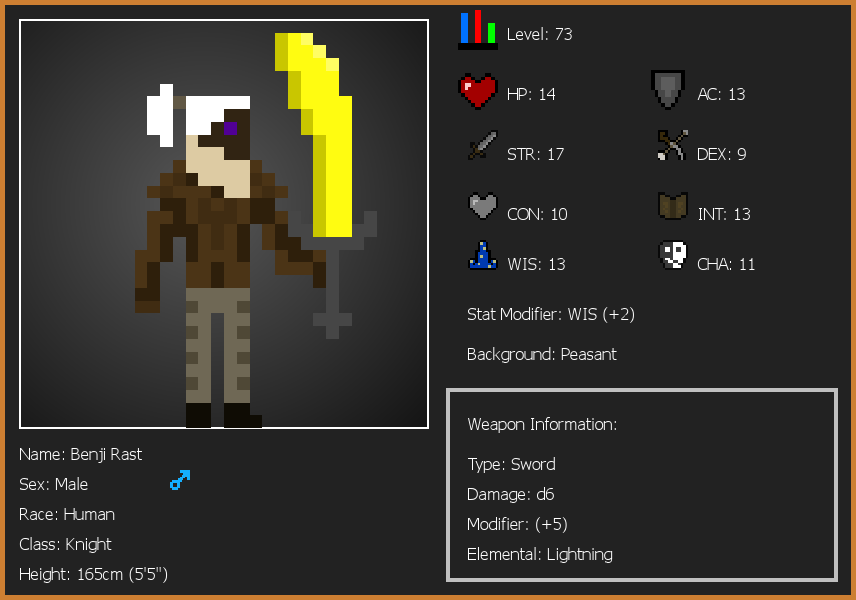 Level: 73
HP: 14
AC: 13
STR: 17
DEX: 9
CON: 10
INT: 13
WIS: 13
CHA: 11
Stat Modifier: WIS (+2)
Background: Peasant
Weapon Information:
Type: Sword
Damage: d6
Modifier: (+5)
Elemental: Lightning
Name: Benji Rast
Sex: Male
Race: Human
Class: Knight
Height: 165cm (5'5")